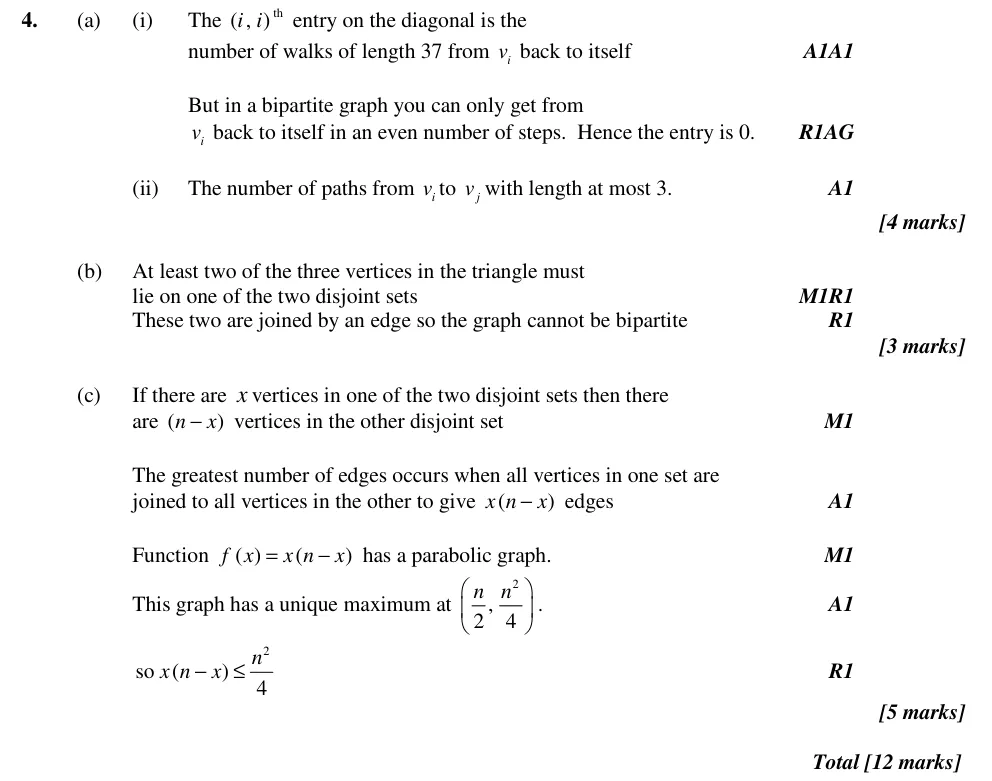 4. (a) (i) The (i, i)th entry on the diagonal is the
number of walks of length 37 from v_i back to itself A1A1
But in a bipartite graph you can only get from
v_i back to itself in an even number of steps. Hence the entry is 0. R1AG
(ii) The number of paths from v_i to v_j with length at most 3. A1
[4 marks]
(b) At least two of the three vertices in the triangle must
lie on one of the two disjoint sets M1R1
These two are joined by an edge so the graph cannot be bipartite R1
[3 marks]
(c) If there are x vertices in one of the two disjoint sets then there
are (n − x) vertices in the other disjoint set M1
The greatest number of edges occurs when all vertices in one set are
joined to all vertices in the other to give x(n − x) edges A1
Function f (x) = x(n − x) has a parabolic graph. M1
This graph has a unique maximum at (n/2, n²/4). A1
so x(n − x) ≤ n²/4 R1
[5 marks]
Total [12 marks]